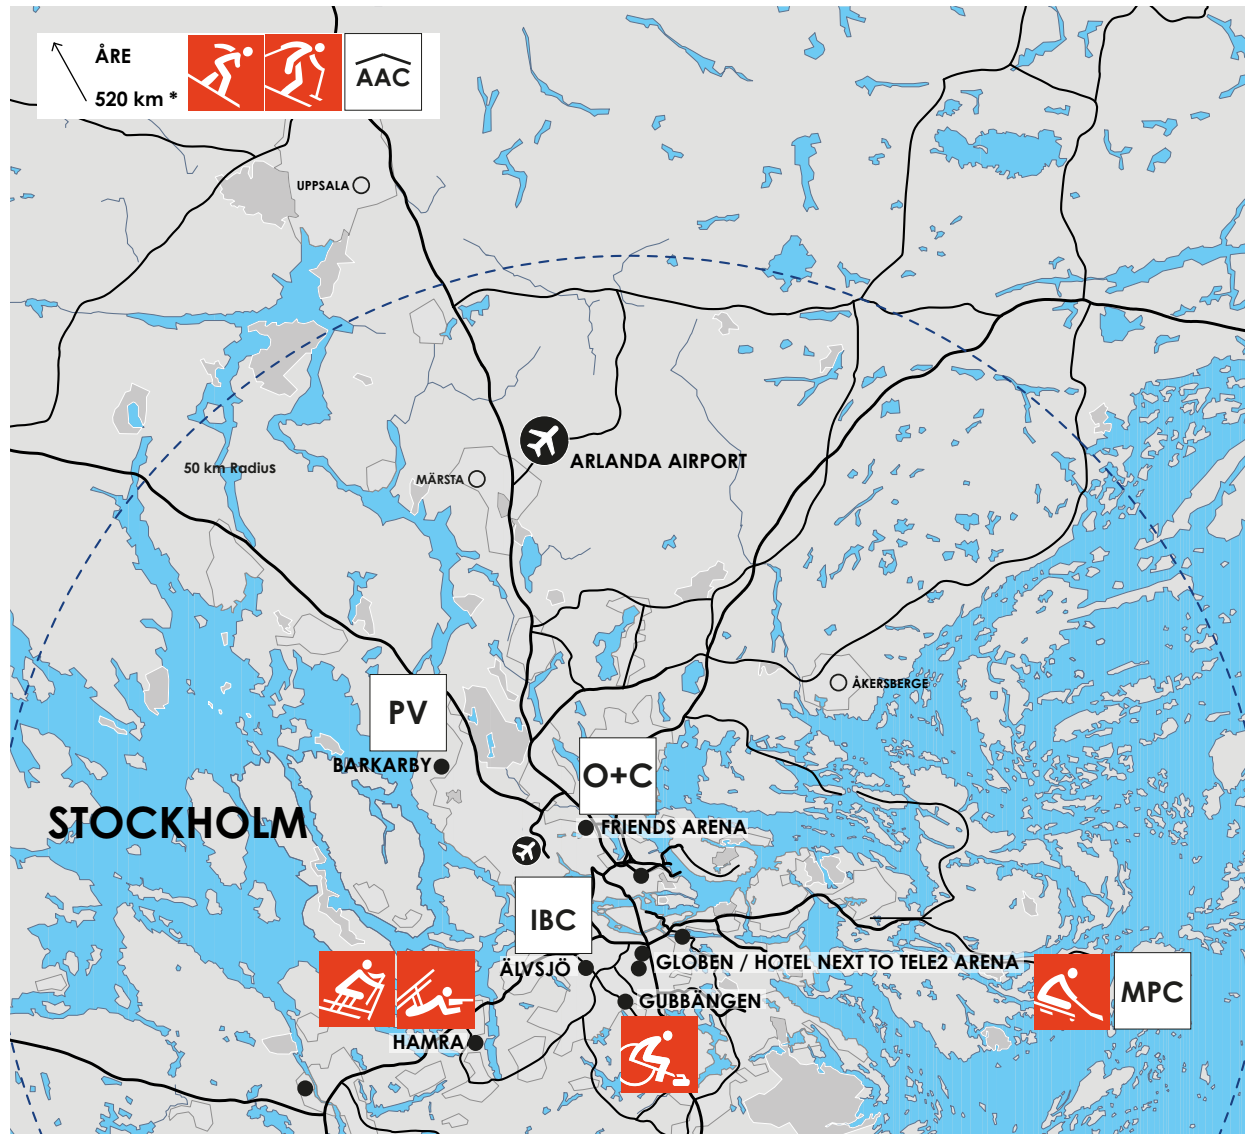 ÅRE
520 km *
AAC
UPPSALA
ARLANDA AIRPORT
50 km Radius
MÄRSTA
ÅKERSBERGE
PV
BARKARBY
O+C
STOCKHOLM
FRIENDS ARENA
IBC
GLOBEN / HOTEL NEXT TO TELE2 ARENA
ÄLVSJÖ
MPC
GUBBÄNGEN
HAMRA